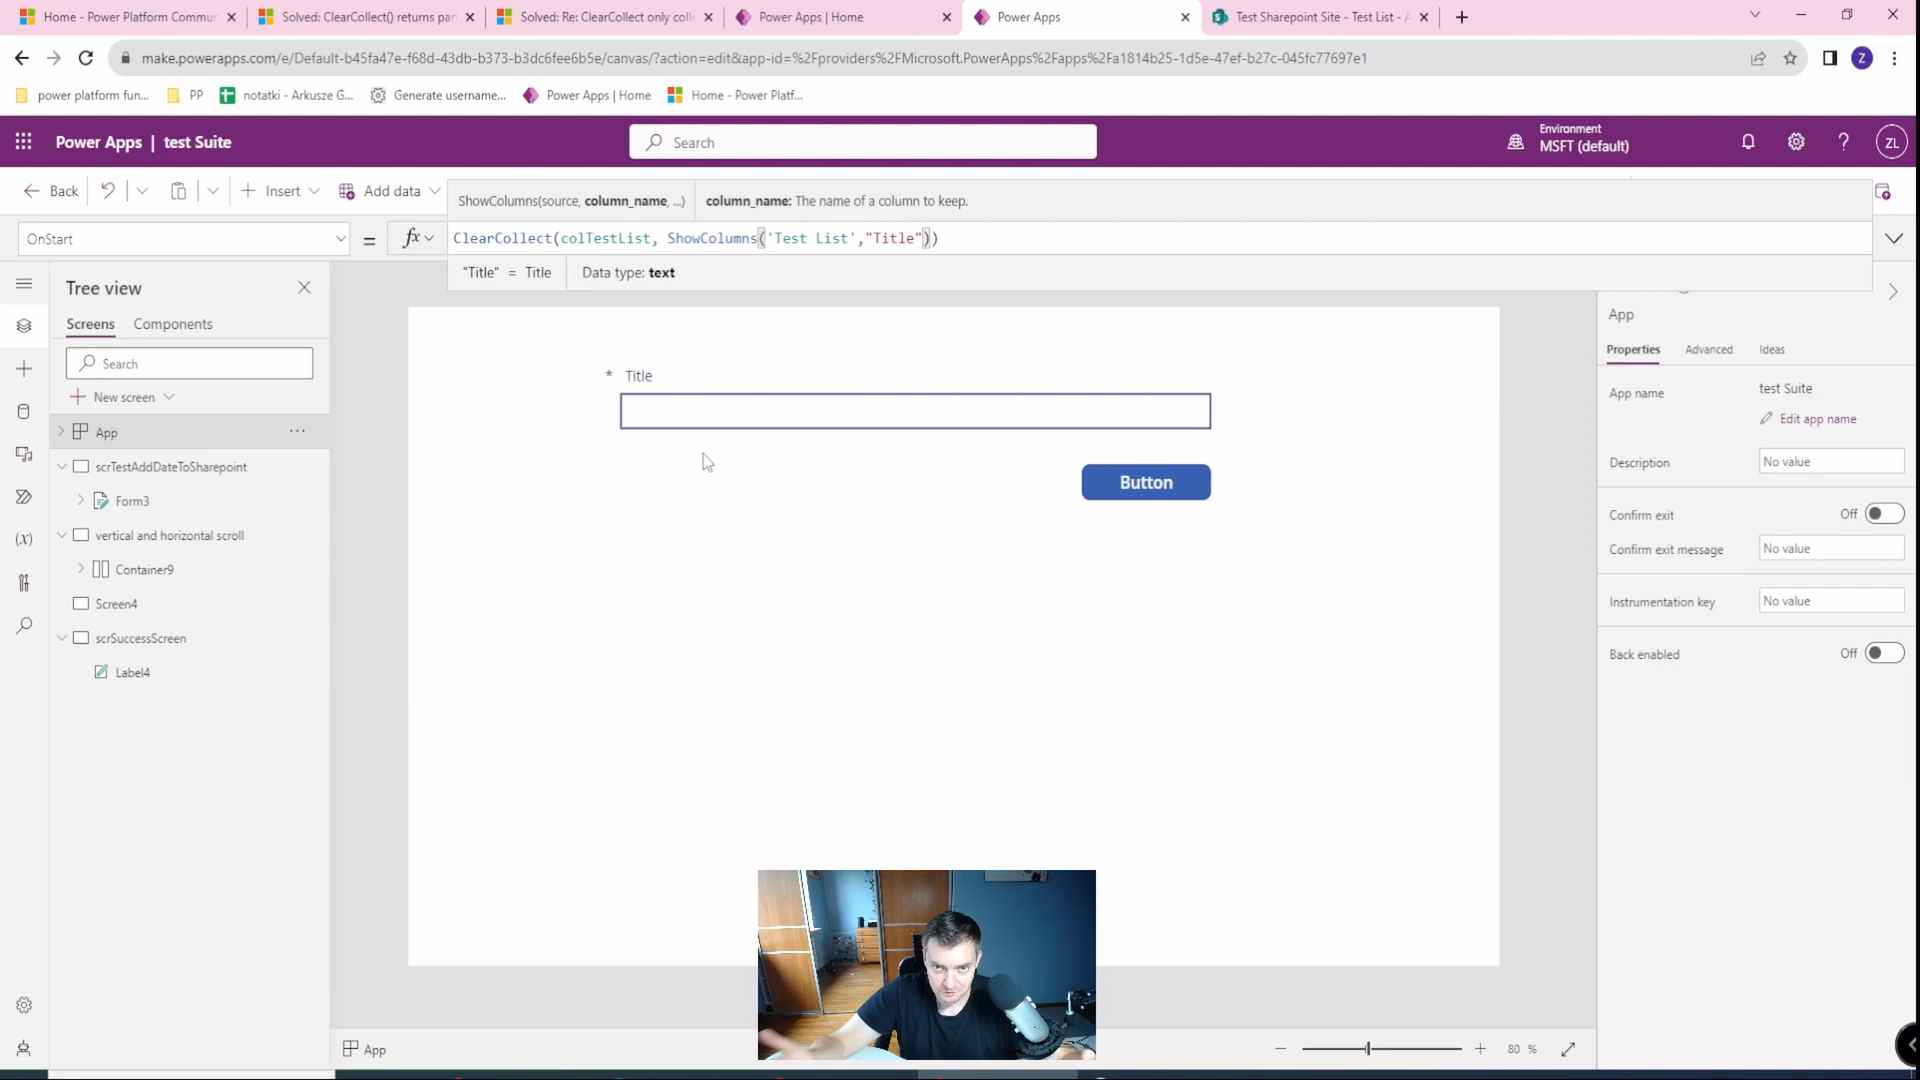 Home - Power Platform Commur
Solved: ClearCollect() returns par
Solved: Re: ClearCollect only colle
Power Apps | Home
Power Apps
Test Sharepoint Site - Test List - A
make.powerapps.com/e/Default-b45fa47e-f68d-43db-b373-b3dc6fee6b5e/canvas/?action=edit&app-id=%2Fproviders%2FMicrosoft.PowerApps%2Fapps%2Fa1814b25-1d5e-47ef-b27c-045fc77697e1
Z
power platform fun...
PP
notatki - Arkusze G...
Generate username...
Power Apps | Home
Home - Power Platf...
Power Apps | test Suite
Search
Environment
MSFT (default)
ZL
Back
Insert
Add data
ShowColumns(source, column_name, ...)
column_name: The name of a column to keep.
OnStart
=
fx
ClearCollect(colTestList, ShowColumns('Test List',"Title"))
"Title" = Title
Data type: text
Tree view
Screens
Components
Search
New screen
App
scrTestAddDateToSharepoint
Form3
vertical and horizontal scroll
Container9
Screen4
scrSuccessScreen
Label4
* Title
Button
App
Properties
Advanced
Ideas
App name
test Suite
Edit app name
Description
No value
Confirm exit
Off
Confirm exit message
No value
Instrumentation key
No value
Back enabled
Off
App
80 %